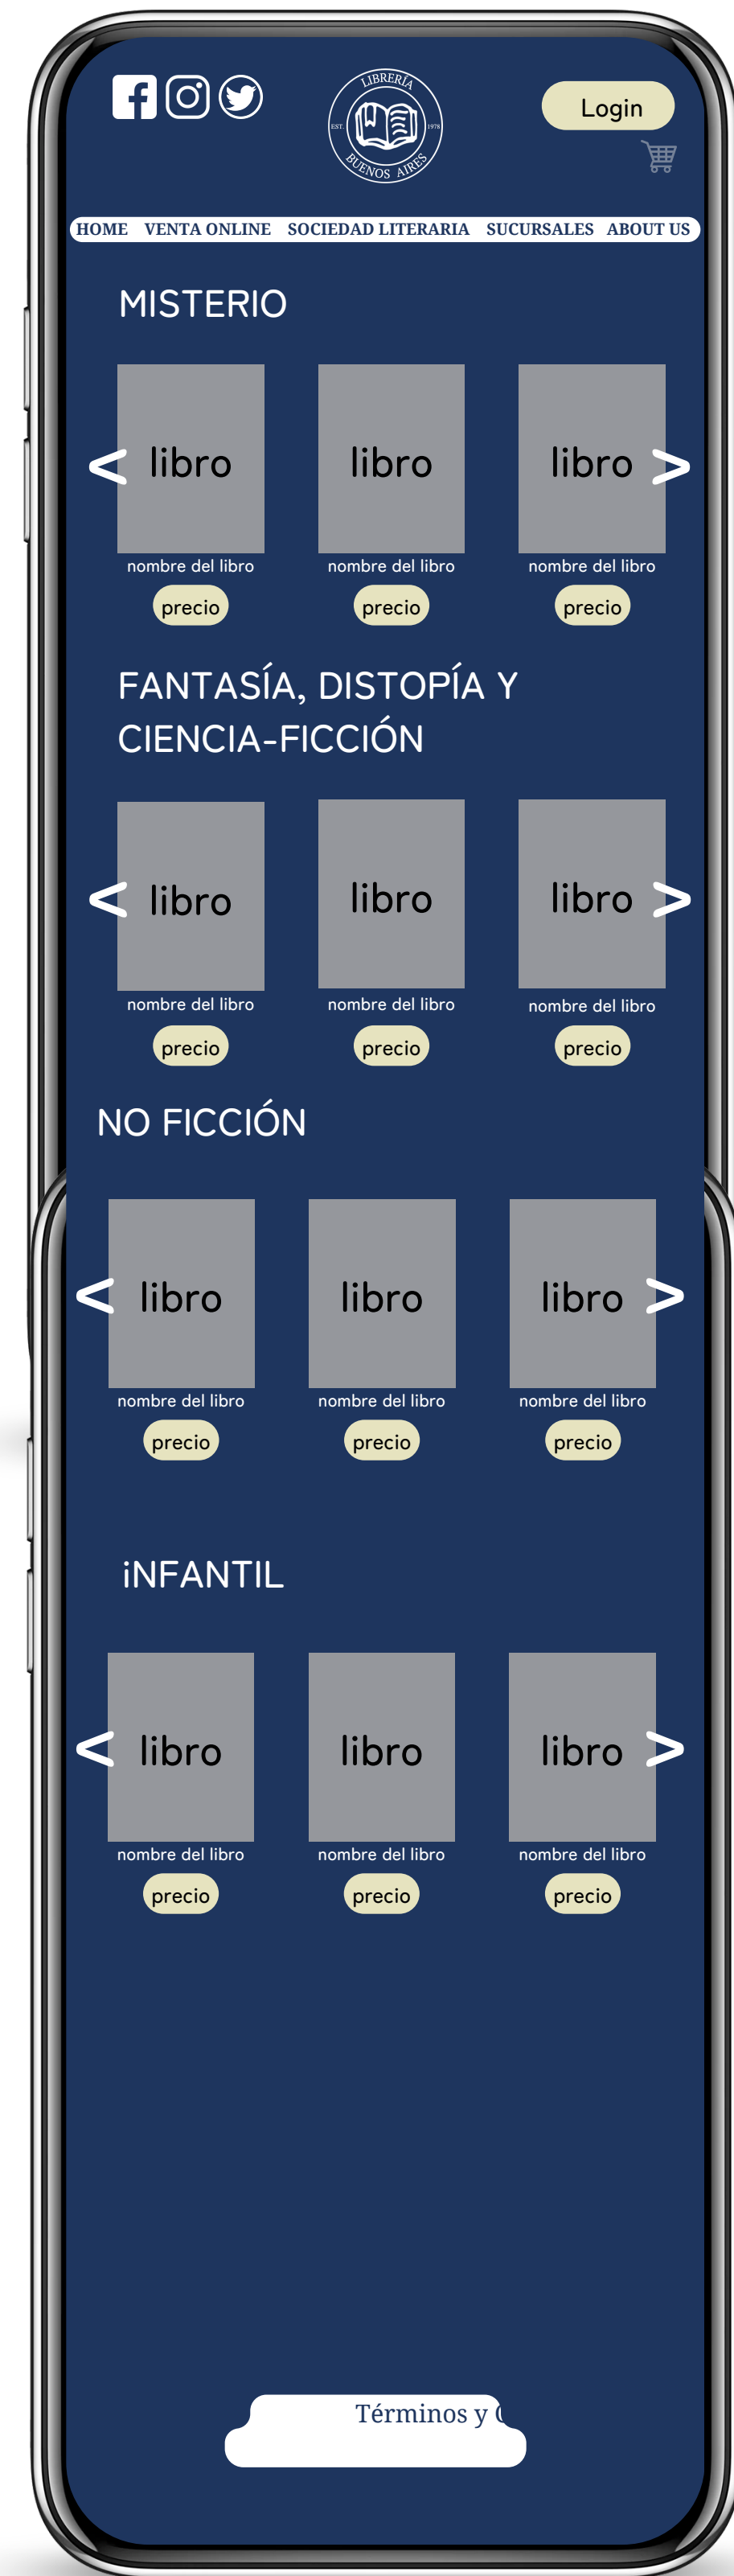 LIBRERÍA
EST. 1978
BUENOS AIRES
Login
HOME VENTA ONLINE SOCIEDAD LITERARIA SUCURSALES ABOUT US
MISTERIO
< libro libro libro >
nombre del libro nombre del libro nombre del libro
precio precio precio
FANTASÍA, DISTOPÍA Y
CIENCIA-FICCIÓN
< libro libro libro >
nombre del libro nombre del libro nombre del libro
precio precio precio
NO FICCIÓN
< libro libro libro >
nombre del libro nombre del libro nombre del libro
precio precio precio
iNFANTIL
< libro libro libro >
nombre del libro nombre del libro nombre del libro
precio precio precio
Términos y